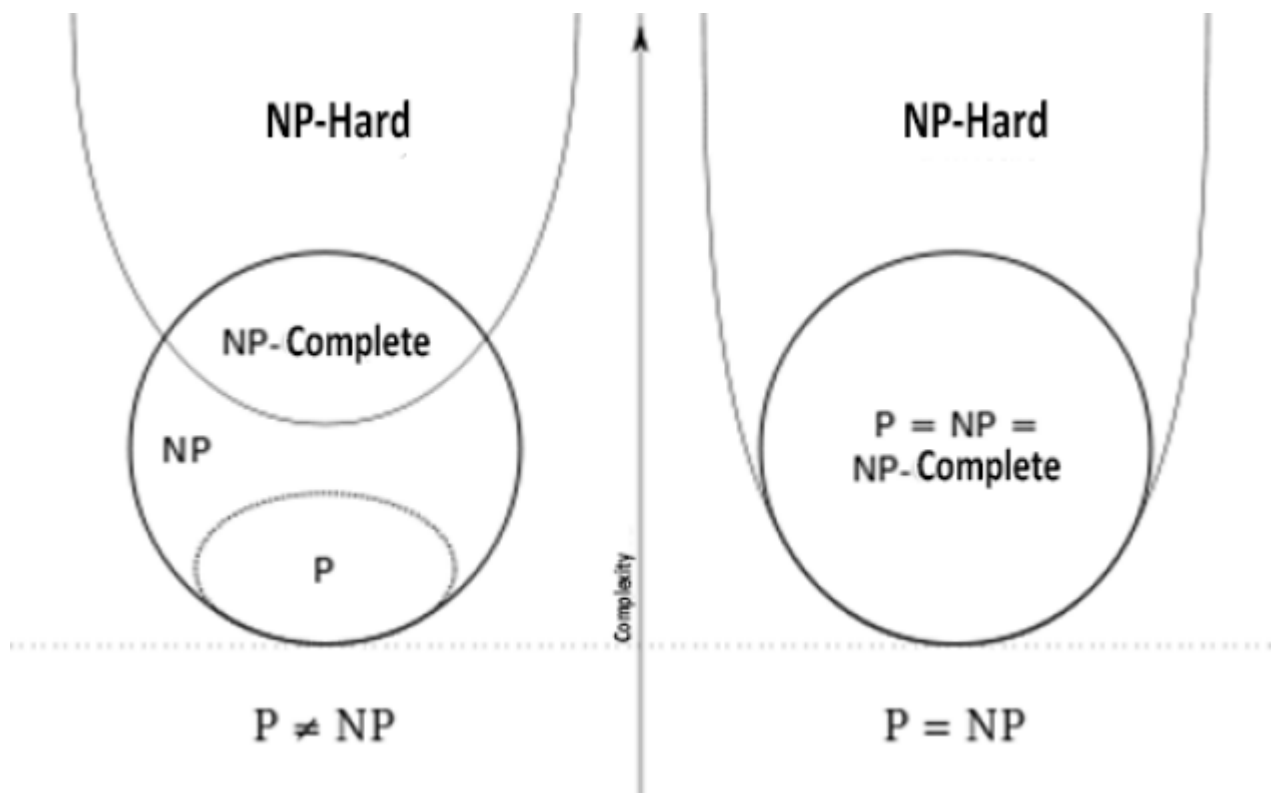 NP-Hard
NP-Complete
NP
P
P ≠ NP
Complexity
NP-Hard
P = NP =
NP-Complete
P = NP